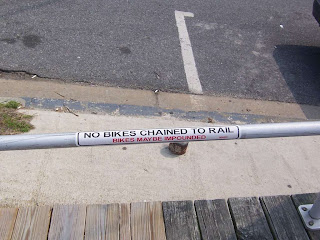 NO BIKES CHAINED TO RAIL
BIKES MAYBE IMPOUNDED